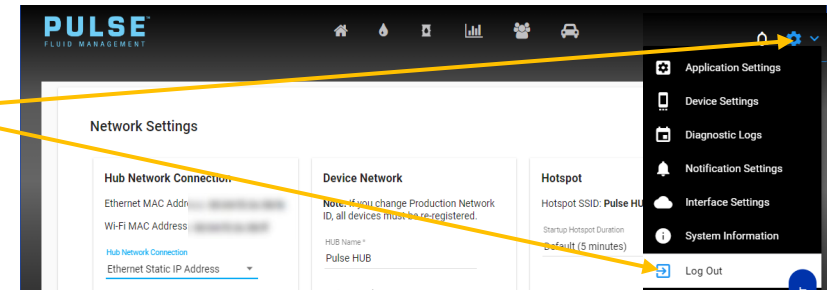 PULSE
FLUID MANAGEMENT
Application Settings
Device Settings
Diagnostic Logs
Notification Settings
Interface Settings
System Information
Log Out
Network Settings
Hub Network Connection
Ethernet MAC Addre
Wi-Fi MAC Address
Hub Network Connection
Ethernet Static IP Address
Device Network
Note: If you change Production Network
ID, all devices must be re-registered.
HUB Name *
Pulse HUB
Hotspot
Hotspot SSID: Pulse HU
Startup Hotspot Duration
Default (5 minutes)